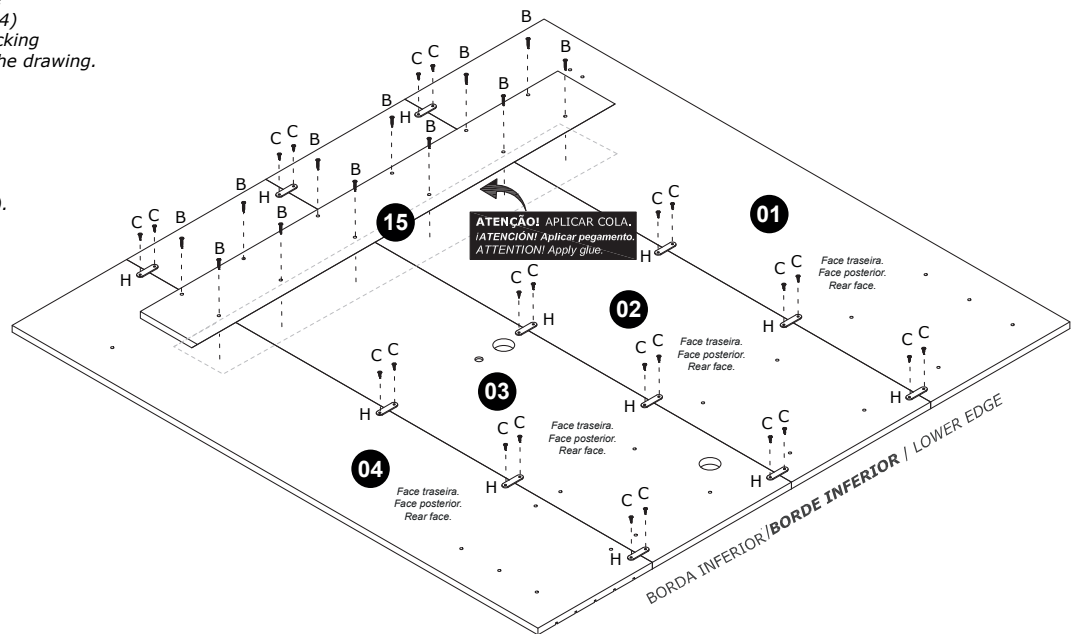 4)
cking
he drawing.
).
B
C
C
B
B
B
H
C
C
B
B
B
H
B
B
B
C
C
B
B
H
15
ATENÇÃO! APLICAR COLA.
¡ATENCIÓN! Aplicar pegamento.
ATTENTION! Apply glue.
01
Face traseira.
Face posterior.
Rear face.
C
C
H
C
C
H
C
C
H
02
Face traseira.
Face posterior.
Rear face.
C
C
H
C
C
H
C
C
H
03
Face traseira.
Face posterior.
Rear face.
C
C
H
C
C
H
C
C
H
04
Face traseira.
Face posterior.
Rear face.
BORDA INFERIOR/BORDE INFERIOR / LOWER EDGE